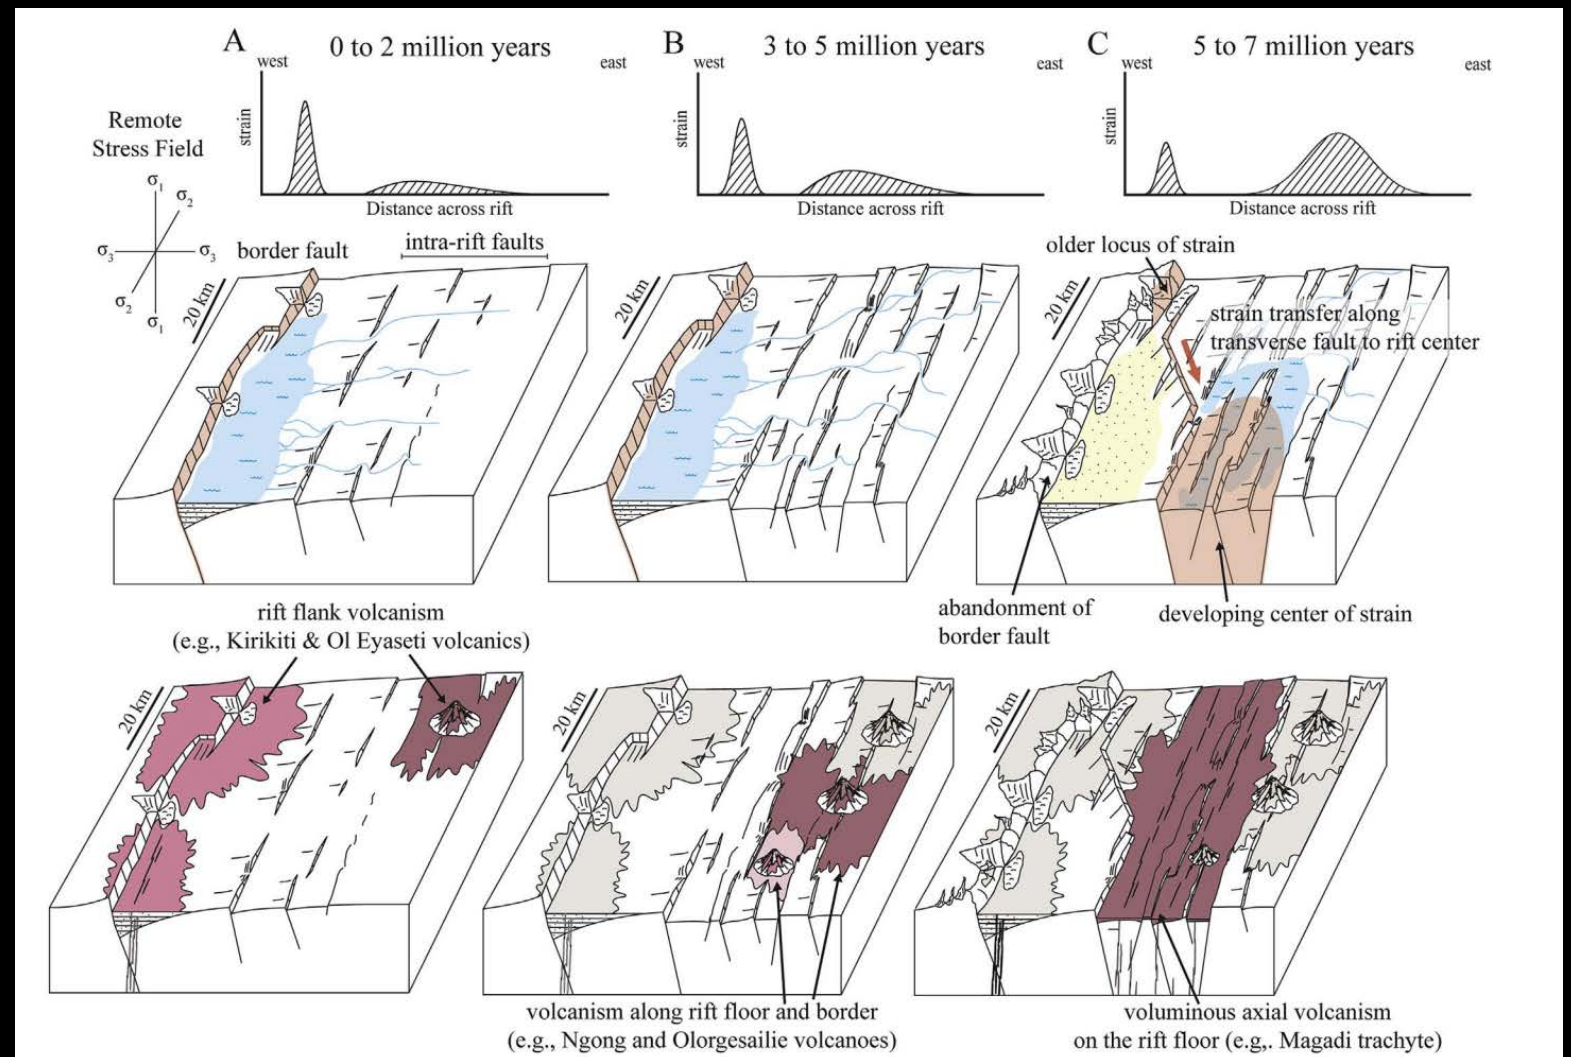 A
0 to 2 million years
B
3 to 5 million years
C
5 to 7 million years
west
east
west
east
west
east
strain
strain
strain
Distance across rift
Distance across rift
Distance across rift
Remote
Stress Field
σ1
σ2
σ3
σ3
σ2
σ1
20 km
border fault
intra-rift faults
20 km
older locus of strain
20 km
strain transfer along
transverse fault to rift center
abandonment of
border fault
developing center of strain
rift flank volcanism
(e.g., Kirikiti & Ol Eyaseti volcanics)
20 km
20 km
20 km
volcanism along rift floor and border
(e.g., Ngong and Olorgesailie volcanoes)
voluminous axial volcanism
on the rift floor (e.g,. Magadi trachyte)